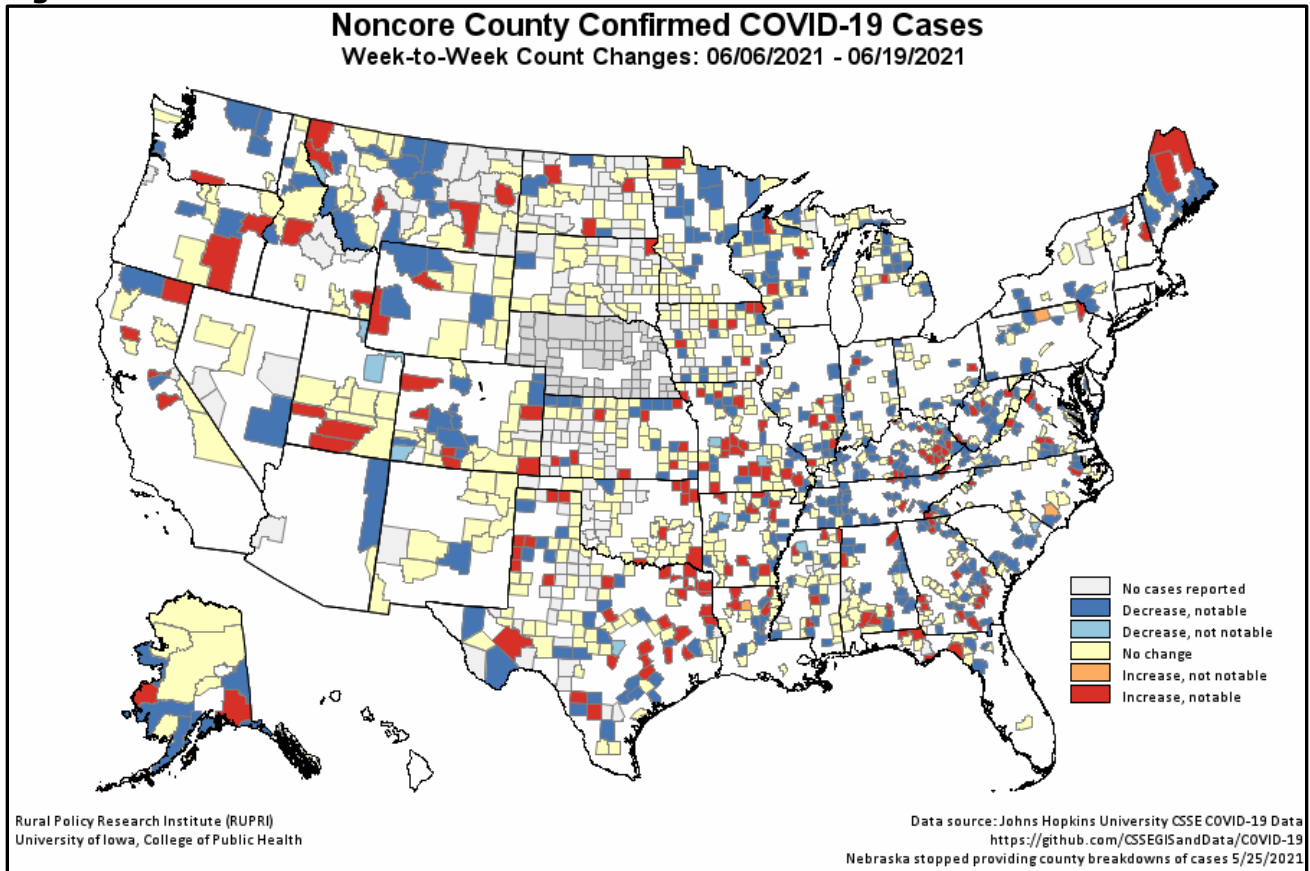 Noncore County Confirmed COVID-19 Cases
Week-to-Week Count Changes: 06/06/2021 - 06/19/2021
No cases reported
Decrease, notable
Decrease, not notable
No change
Increase, not notable
Increase, notable
Rural Policy Research Institute (RUPRI)
University of Iowa, College of Public Health
Data source: Johns Hopkins University CSSE COVID-19 Data
https://github.com/CSSEGISandData/COVID-19
Nebraska stopped providing county breakdowns of cases 5/25/2021